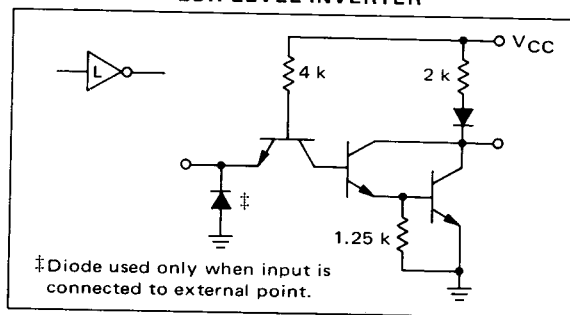 LOW LEVEL INVERTER
L
4 k
2 k
VCC
‡
1.25 k
‡Diode used only when input is
connected to external point.